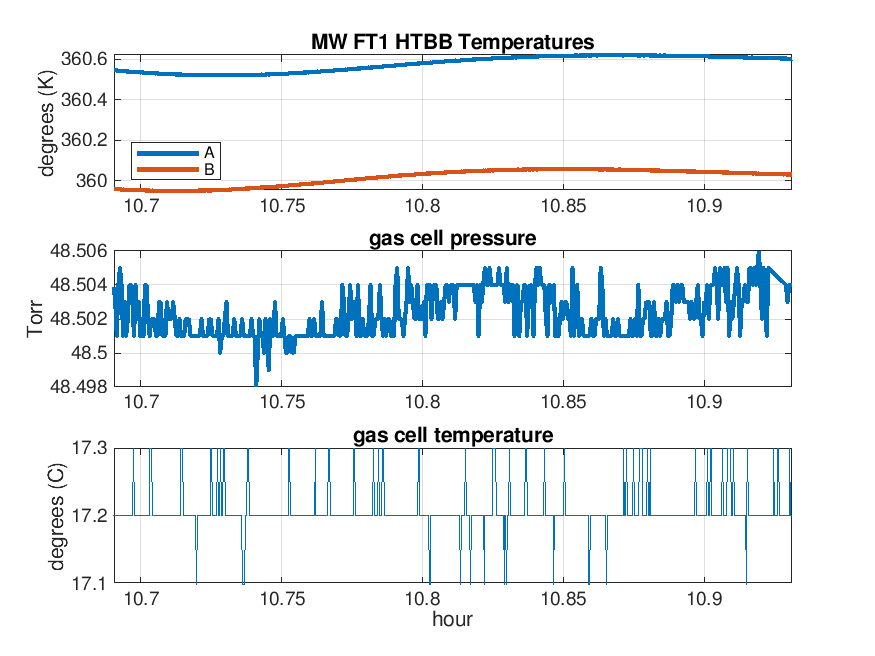 MW FT1 HTBB Temperatures
degrees (K)
360.6
360.4
360.2
360
A
B
10.7 10.75 10.8 10.85 10.9
gas cell pressure
Torr
48.506
48.504
48.502
48.5
48.498
10.7 10.75 10.8 10.85 10.9
gas cell temperature
degrees (C)
17.3
17.2
17.1
10.7 10.75 10.8 10.85 10.9
hour